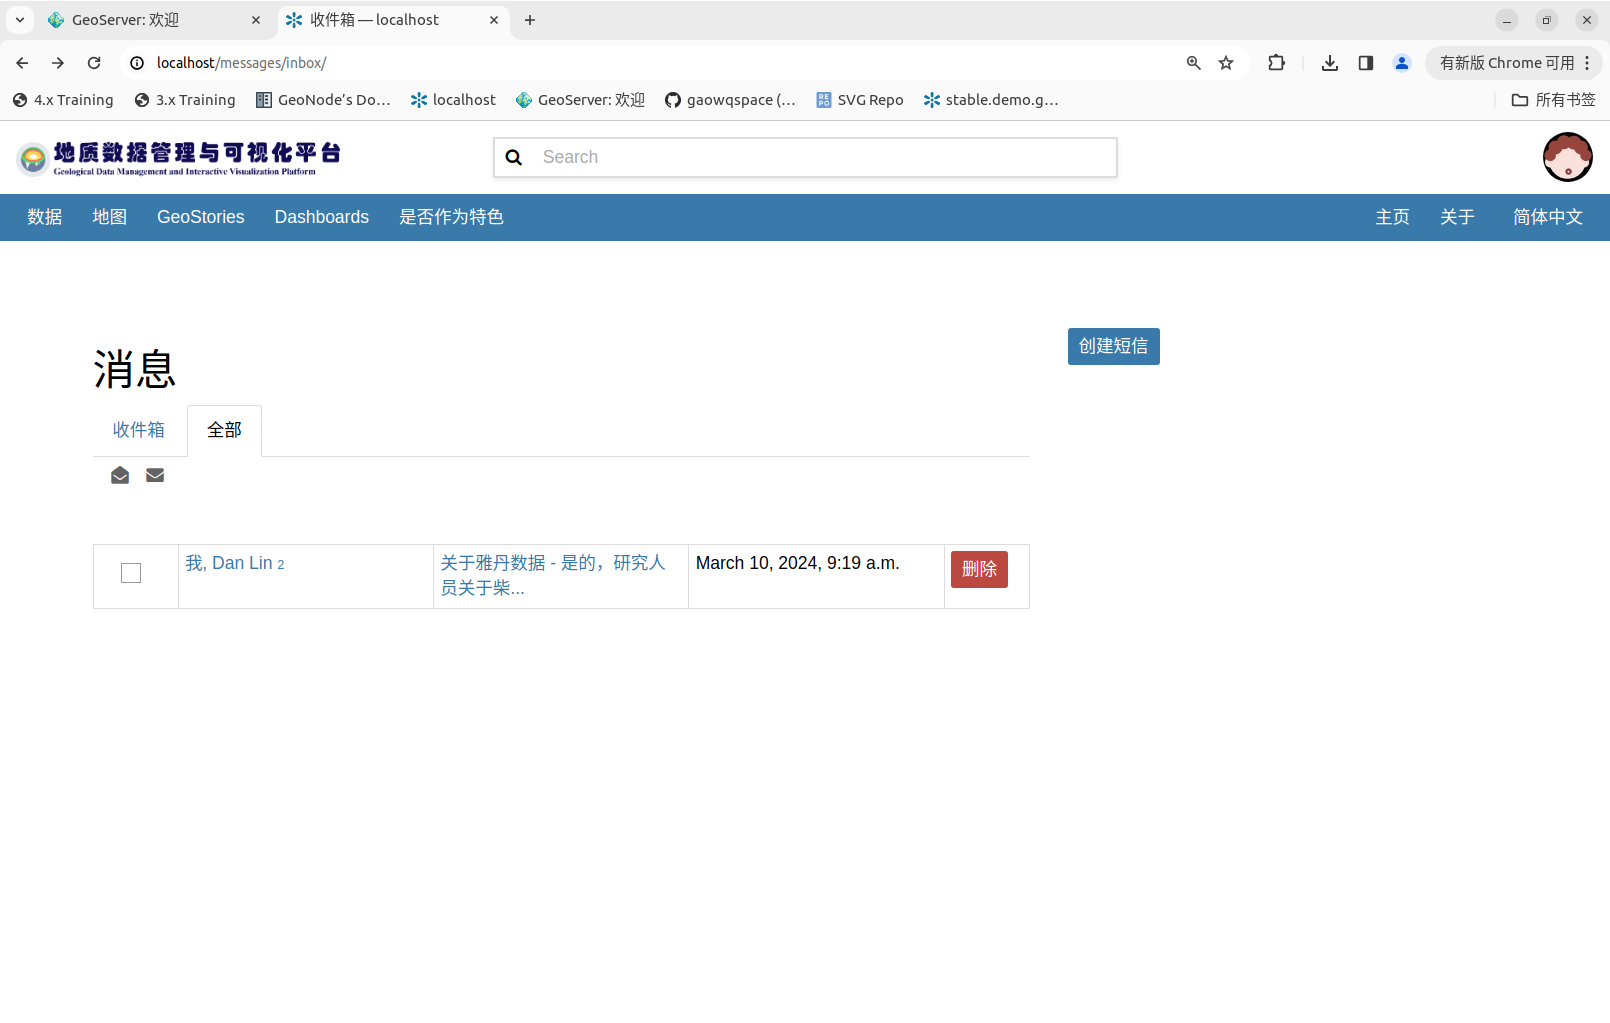 GeoServer: 欢迎
收件箱 — localhost
localhost/messages/inbox/
有新版 Chrome 可用
4.x Training
3.x Training
GeoNode’s Do…
localhost
GeoServer: 欢迎
gaowqspace (…
REPO
SVG Repo
stable.demo.g…
所有书签
地质数据管理与可视化平台
Geological Data Management and Interactive Visualization Platform
Search
数据
地图
GeoStories
Dashboards
是否作为特色
主页
关于
简体中文
创建短信
消息
收件箱
全部
我, Dan Lin 2
关于雅丹数据 - 是的，研究人
员关于柴...
March 10, 2024, 9:19 a.m.
删除